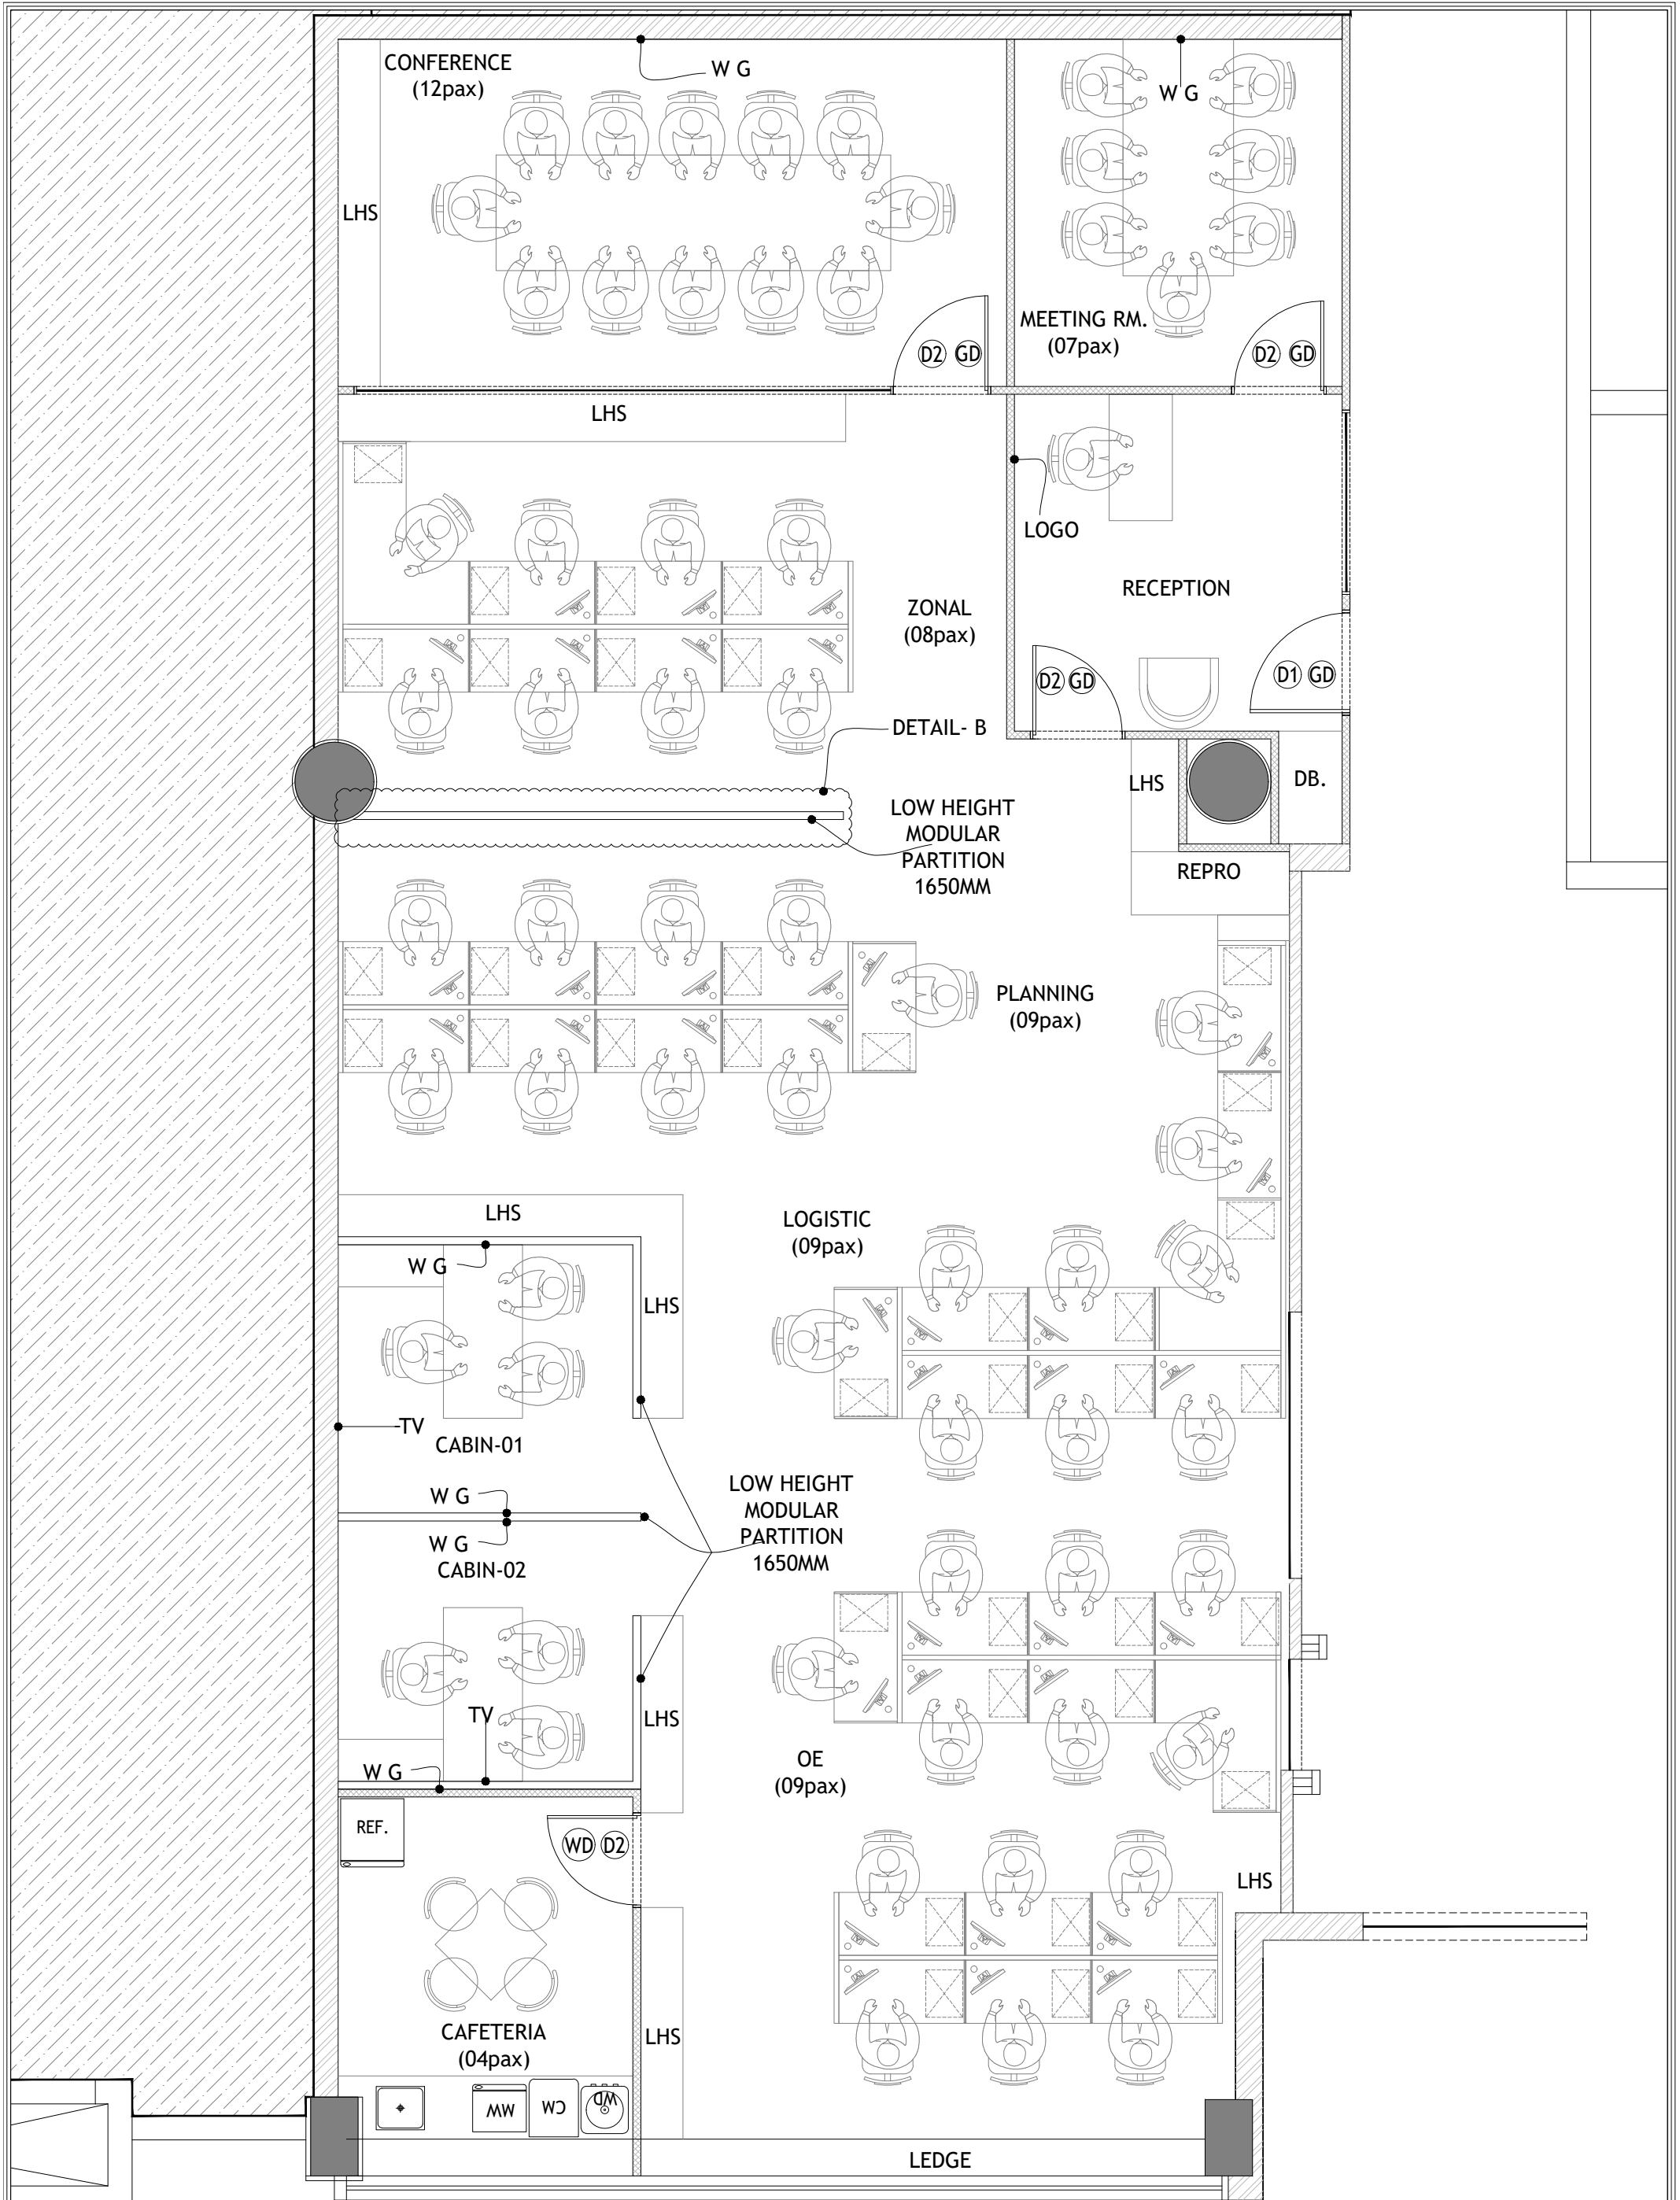 CONFERENCE
(12pax)
W G
W G
LHS
MEETING RM.
(07pax)
D2 GD
D2 GD
LHS
LOGO
RECEPTION
ZONAL
(08pax)
D2 GD
D1 GD
DETAIL- B
LHS
DB.
LOW HEIGHT
MODULAR
PARTITION
1650MM
REPRO
PLANNING
(09pax)
LHS
LOGISTIC
(09pax)
W G
LHS
TV
CABIN-01
W G
W G
CABIN-02
LOW HEIGHT
MODULAR
PARTITION
1650MM
TV
LHS
W G
OE
(09pax)
REF.
WD D2
LHS
CAFETERIA
(04pax)
LHS
MW
CM
WD
LEDGE